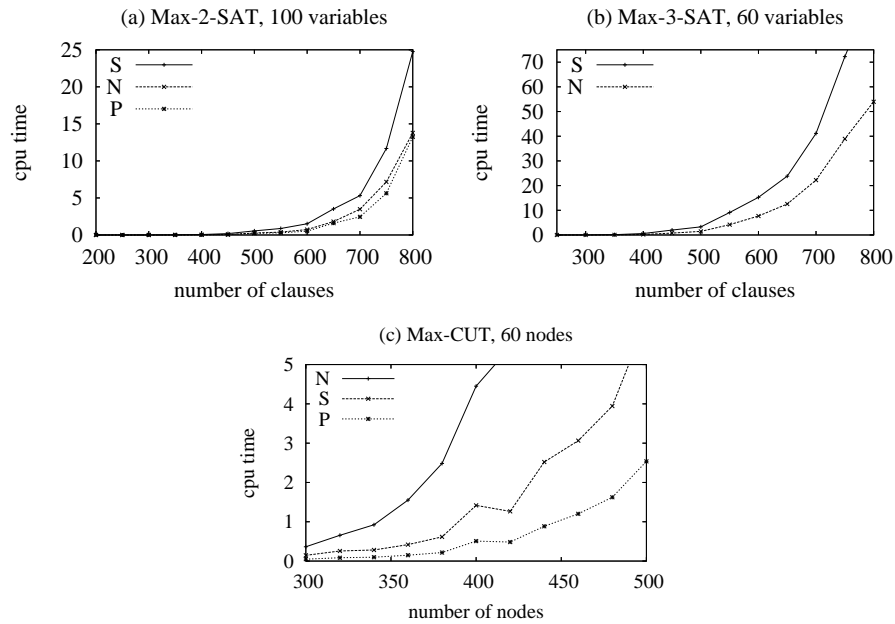 (a) Max-2-SAT, 100 variables
25
20
15
10
5
0
200 300 400 500 600 700 800
cpu time
number of clauses
S
N
P
(b) Max-3-SAT, 60 variables
70
60
50
40
30
20
10
0
300 400 500 600 700 800
cpu time
number of clauses
S
N
(c) Max-CUT, 60 nodes
5
4
3
2
1
0
300 350 400 450 500
cpu time
number of nodes
N
S
P